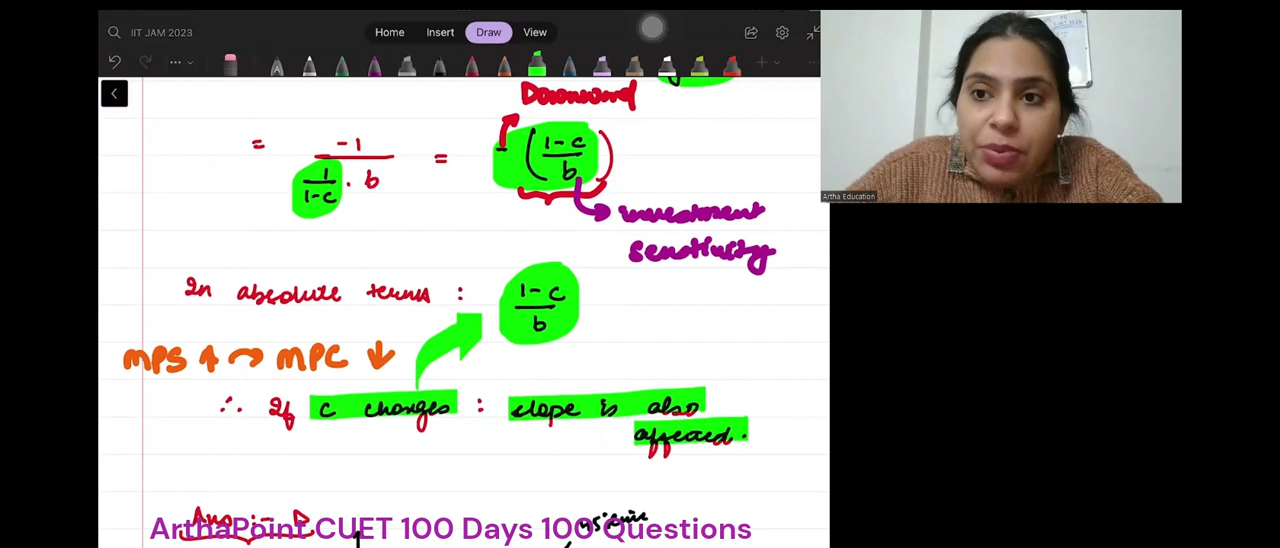 IIT JAM 2023
Home Insert Draw View
Downward
= -1 / (1/(1-c) · b) = - ((1-c)/b)
investment
sensitivity
In absolute terms : (1-c)/b
MPS ↑ → MPC ↓
∴ If c changes : slope is also
affected.
Artha Education
Ans :- D
ArthaPoint CUET 100 Days 100 Questions